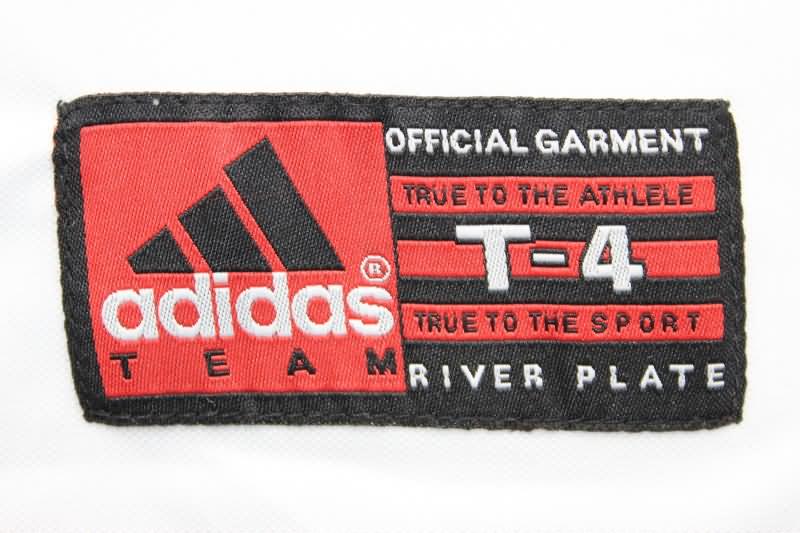 adidas®
TEAM
OFFICIAL GARMENT
TRUE TO THE ATHLELE
T-4
TRUE TO THE SPORT
RIVER PLATE